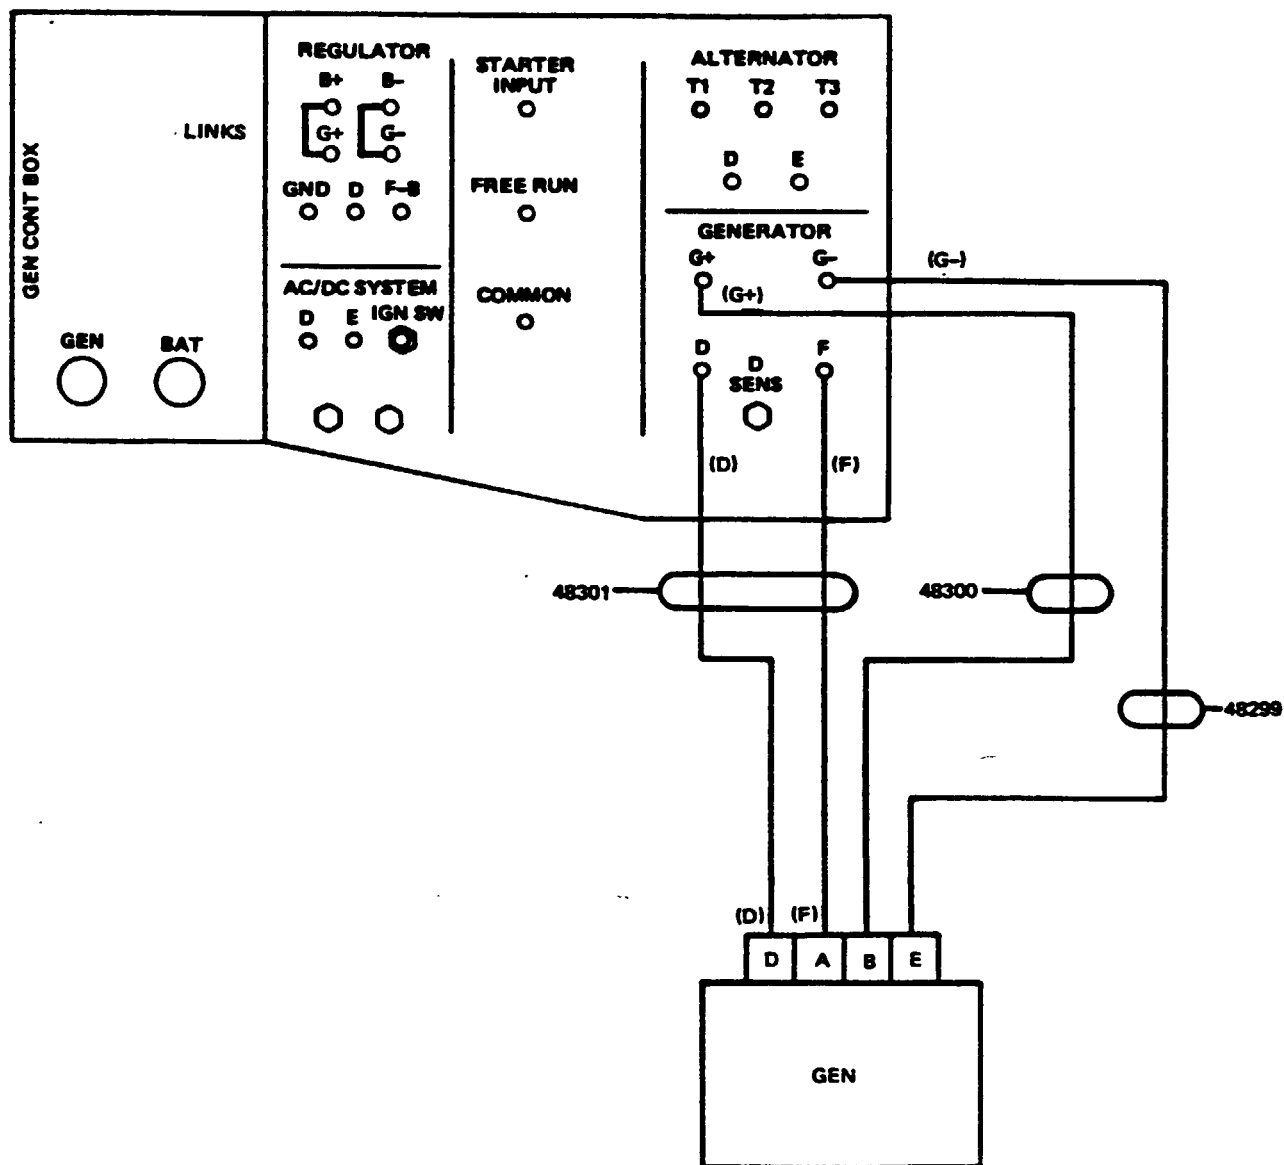 GEN CONT BOX
LINKS
GEN
BAT
REGULATOR
B+ B-
G+ G-
GND D F-B
AC/DC SYSTEM
D E IGN SW
STARTER
INPUT
FREE RUN
COMMON
ALTERNATOR
T1 T2 T3
D E
GENERATOR
G+ G-
(G-)
(G+)
D D F
SENS
(D) (F)
48301
48300
48299
(D) (F)
D A B E
GEN